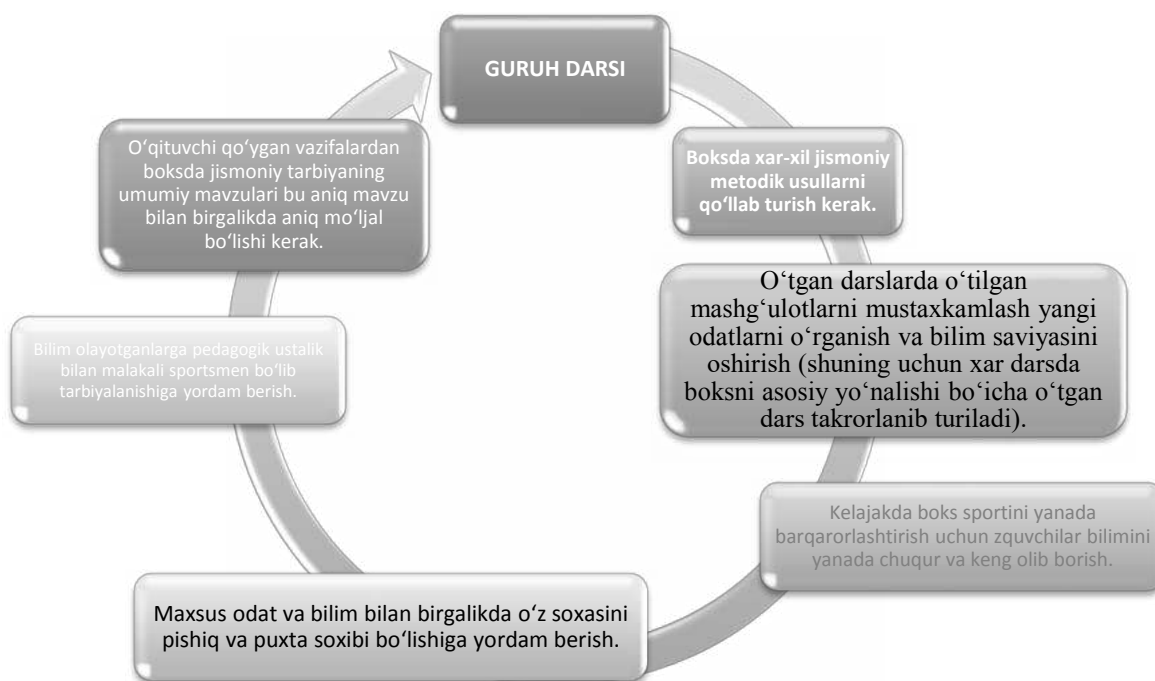 GURUH DARSI
Boksda xar-xil jismoniy
metodik usullarni
qo‘llab turish kerak.
O‘tgan darslarda o‘tilgan
mashg‘ulotlarni mustaxkamlash yangi
odatlarni o‘rganish va bilim saviyasini
oshirish (shuning uchun xar darsda
boksni asosiy yo‘nalishi bo‘icha o‘tgan
dars takrorlanib turiladi).
Kelajakda boks sportini yanada
barqarorlashtirish uchun zquvchilar bilimini
yanada chuqur va keng olib borish.
Maxsus odat va bilim bilan birgalikda o‘z soxasini
pishiq va puxta soxibi bo‘lishiga yordam berish.
Bilim olayotganlarga pedagogik ustalik
bilan malakali sportsmen bo‘lib
tarbiyalanishiga yordam berish.
O‘qituvchi qo‘ygan vazifalardan
boksda jismoniy tarbiyaning
umumiy mavzulari bu aniq mavzu
bilan birgalikda aniq mo‘ljal
bo‘lishi kerak.